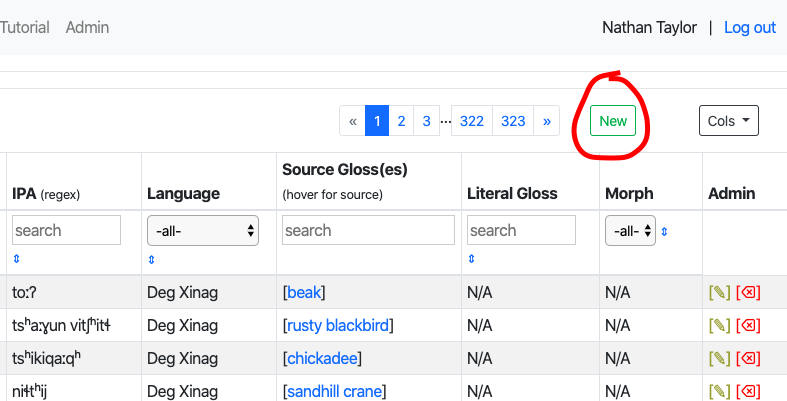 Tutorial Admin Nathan Taylor | Log out
« 1 2 3 ... 322 323 » New Cols
IPA (regex) Language Source Gloss(es) (hover for source) Literal Gloss Morph Admin
search -all- search search -all-
toːʔ Deg Xinag [beak] N/A N/A [✎] [⌫]
tsʰaːɣun vitʃʰitɬ Deg Xinag [rusty blackbird] N/A N/A [✎] [⌫]
tsʰikiqaːqʰ Deg Xinag [chickadee] N/A N/A [✎] [⌫]
niɬtʰij Deg Xinag [sandhill crane] N/A N/A [✎] [⌫]